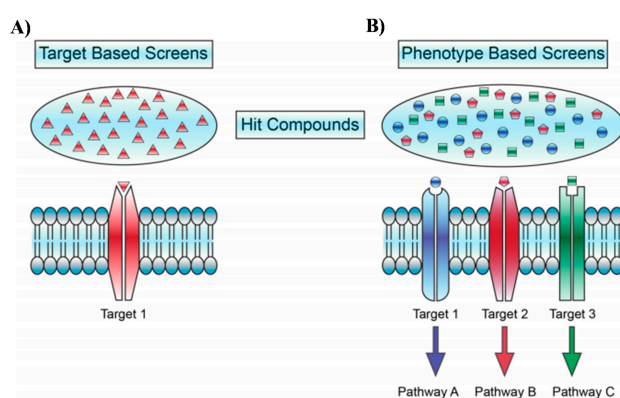 A)
Target Based Screens
B)
Phenotype Based Screens
Hit Compounds
Target 1
Target 1
Target 2
Target 3
Pathway A
Pathway B
Pathway C